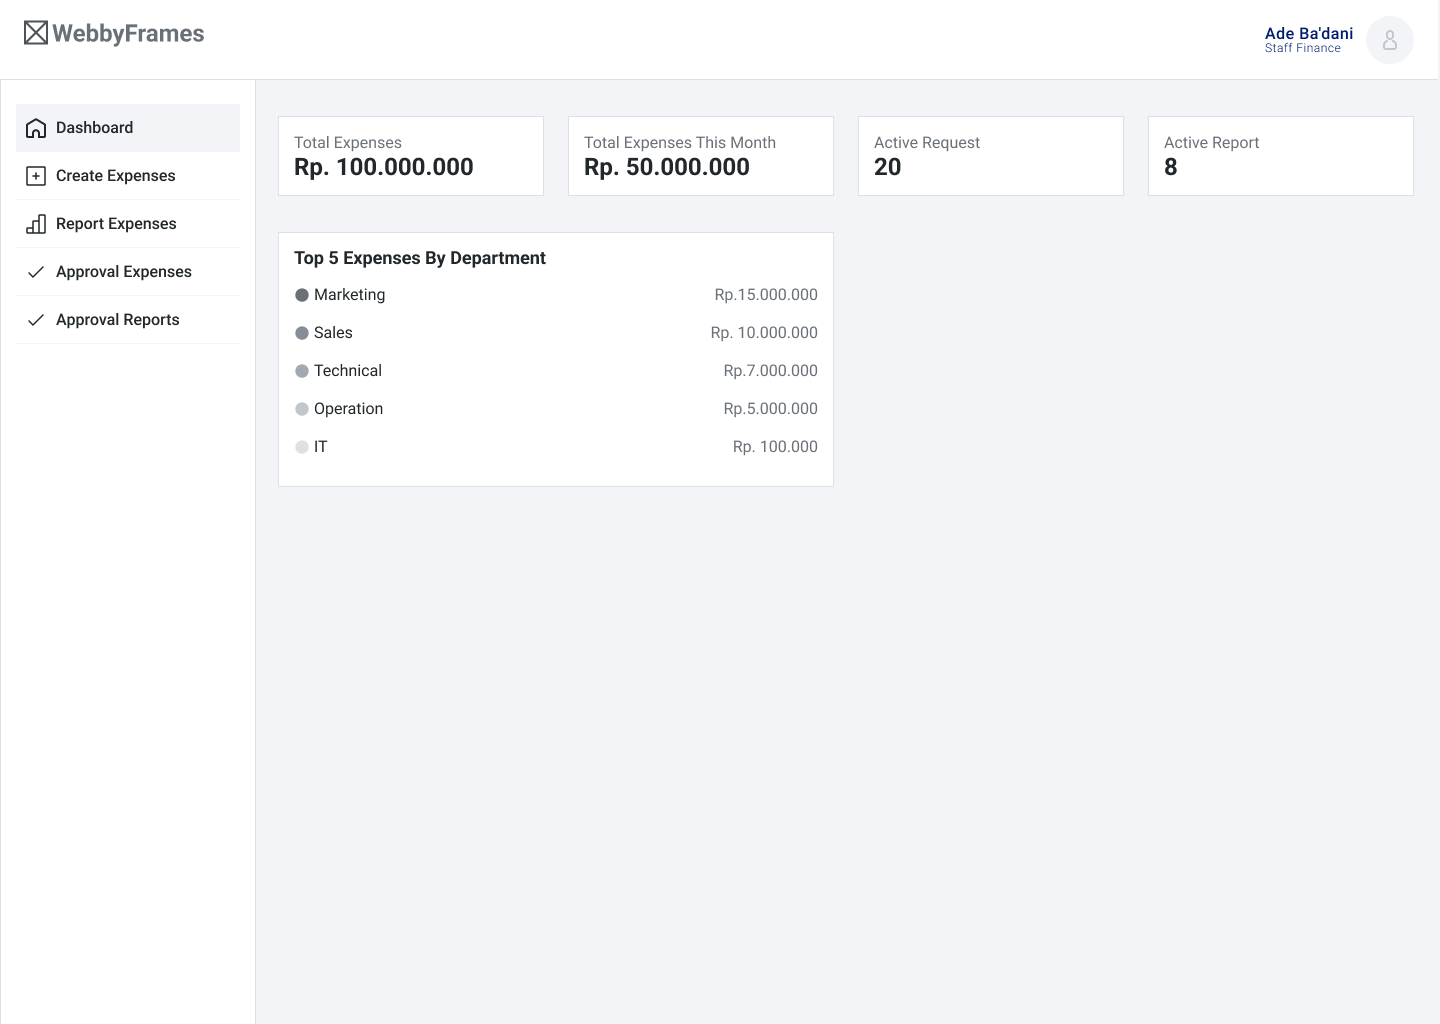 WebbyFrames
Ade Ba'dani
Staff Finance
Dashboard
Create Expenses
Report Expenses
Approval Expenses
Approval Reports
Total Expenses
Rp. 100.000.000
Total Expenses This Month
Rp. 50.000.000
Active Request
20
Active Report
8
Top 5 Expenses By Department
Marketing Rp.15.000.000
Sales Rp. 10.000.000
Technical Rp.7.000.000
Operation Rp.5.000.000
IT Rp. 100.000